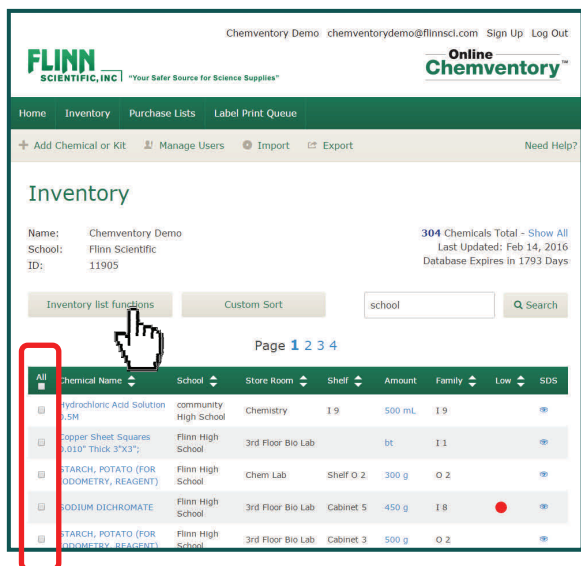 Chemventory Demo chemventorydemo@flinnsci.com Sign Up Log Out
FLINN
SCIENTIFIC, INC "Your Safer Source for Science Supplies"
Online
Chemventory™
Home Inventory Purchase Lists Label Print Queue
+ Add Chemical or Kit Manage Users Import Export Need Help?
Inventory
Name: Chemventory Demo 304 Chemicals Total - Show All
School: Flinn Scientific Last Updated: Feb 14, 2016
ID: 11905 Database Expires in 1793 Days
Inventory list functions Custom Sort school Search
Page 1 2 3 4
All Chemical Name School Store Room Shelf Amount Family Low SDS
Hydrochloric Acid Solution community
0.5M High School Chemistry I 9 500 mL I 9
Copper Sheet Squares Flinn High
0.010" Thick 3"X3"; School 3rd Floor Bio Lab bt I 1
STARCH, POTATO (FOR Flinn High
IODOMETRY, REAGENT) School Chem Lab Shelf O 2 300 g O 2
SODIUM DICHROMATE Flinn High
School 3rd Floor Bio Lab Cabinet 5 450 g I 8
STARCH, POTATO (FOR Flinn High
IODOMETRY, REAGENT) School 3rd Floor Bio Lab Cabinet 3 500 g O 2